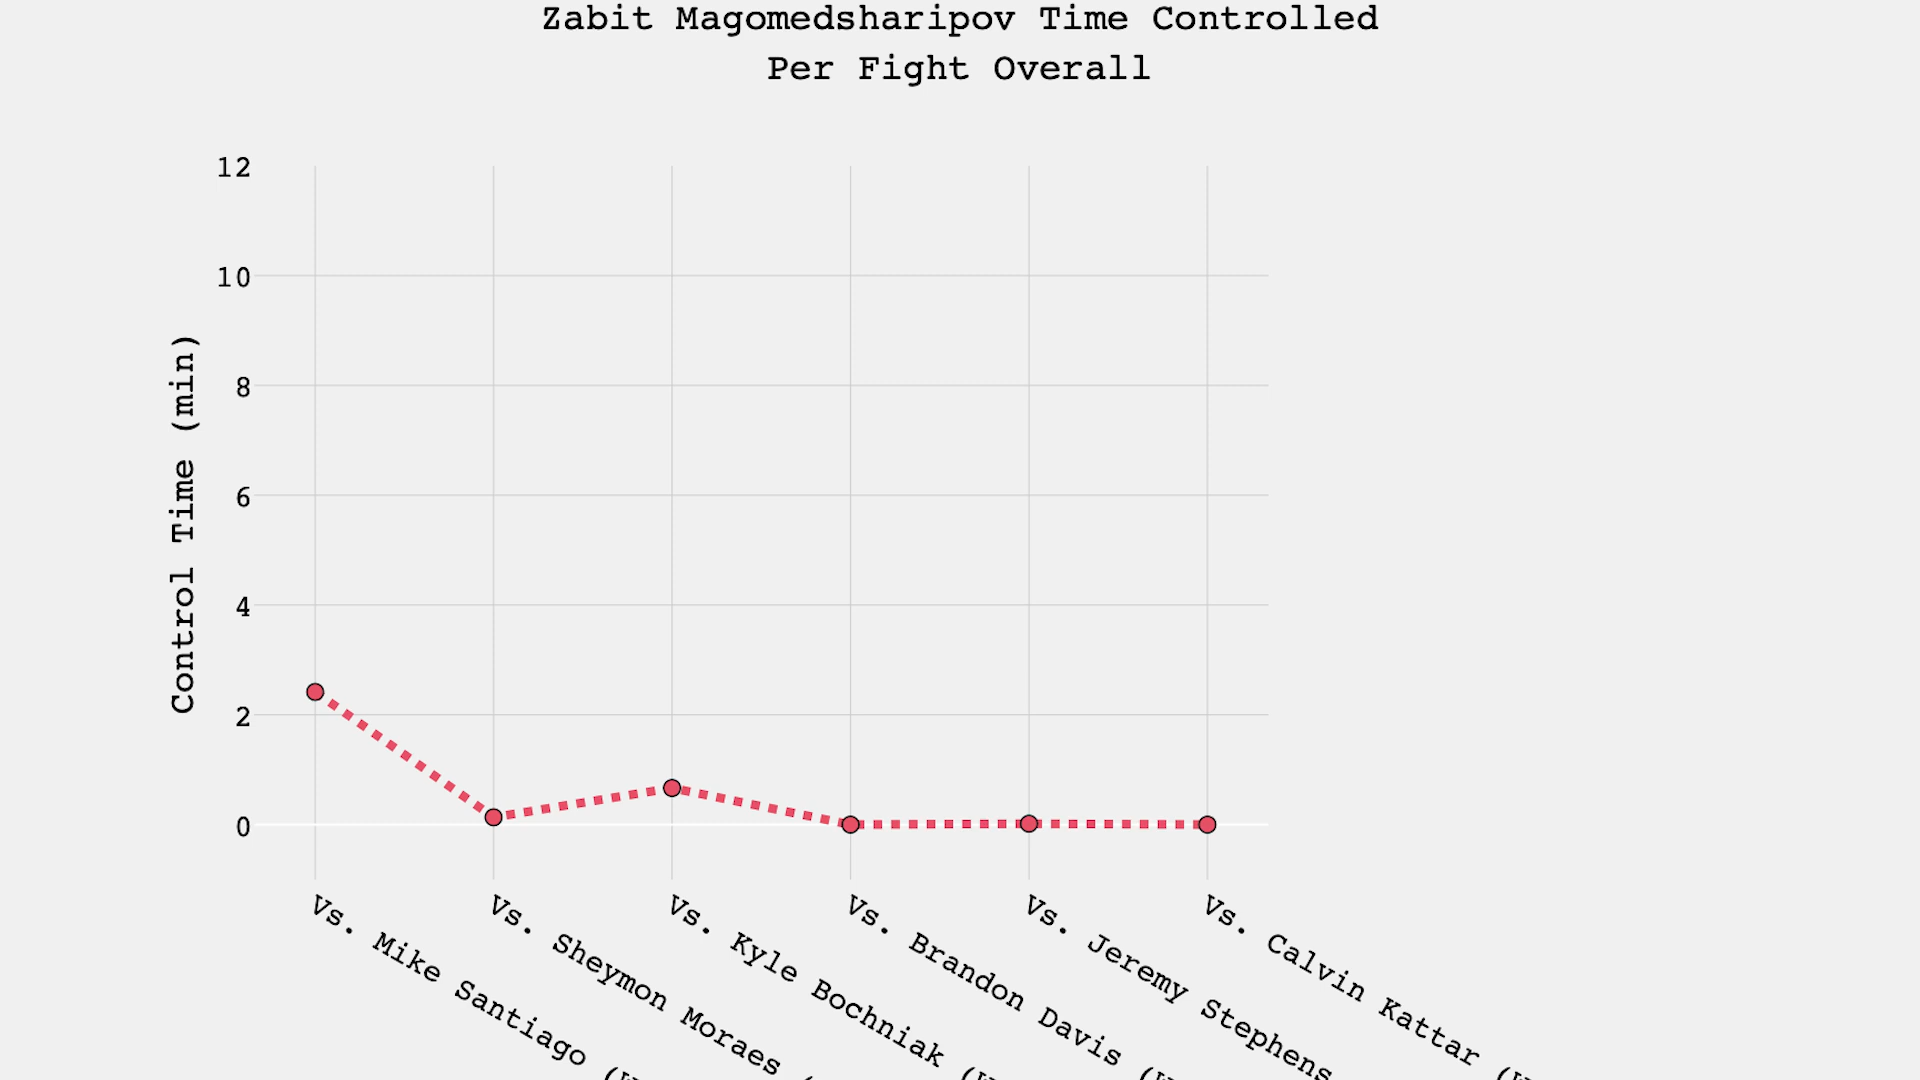 Zabit Magomedsharipov Time Controlled
Per Fight Overall
12
10
8
6
4
2
0
Control Time (min)
Vs. Mike Santiago (
Vs. Sheymon Moraes (
Vs. Kyle Bochniak (
Vs. Brandon Davis (
Vs. Jeremy Stephens
Vs. Calvin Kattar (